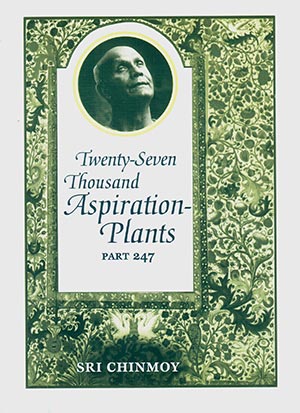 Twenty-Seven
Thousand
Aspiration-
Plants
PART 247
SRI CHINMOY